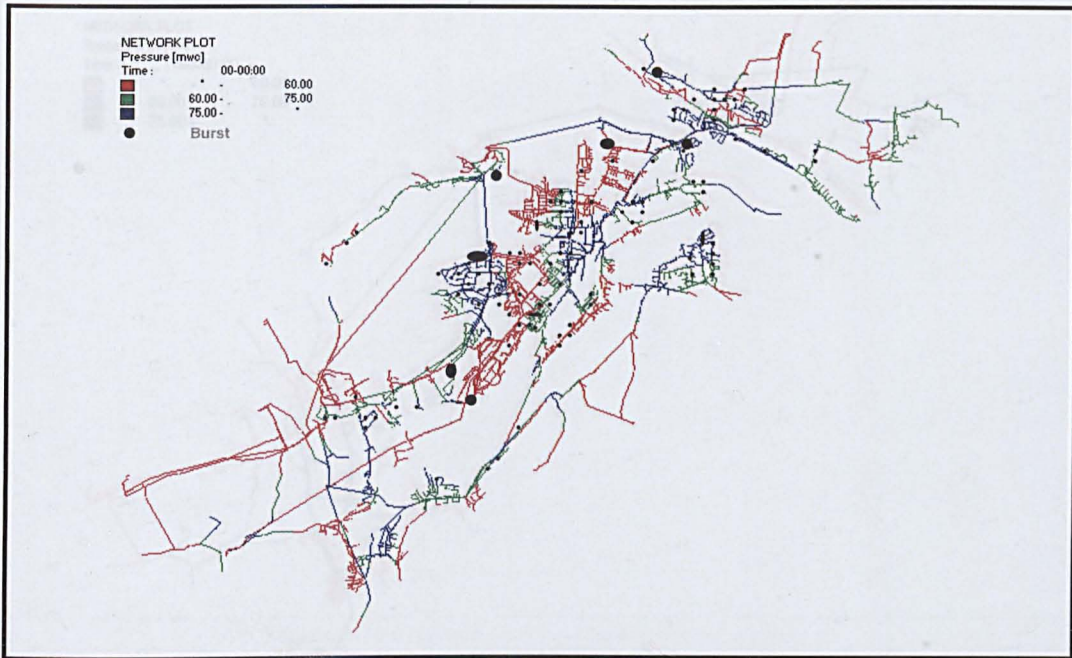 NETWORK PLOT
Pressure [mwc]
Time : 00-00:00
- 60.00
60.00 - 75.00
75.00 -
Burst